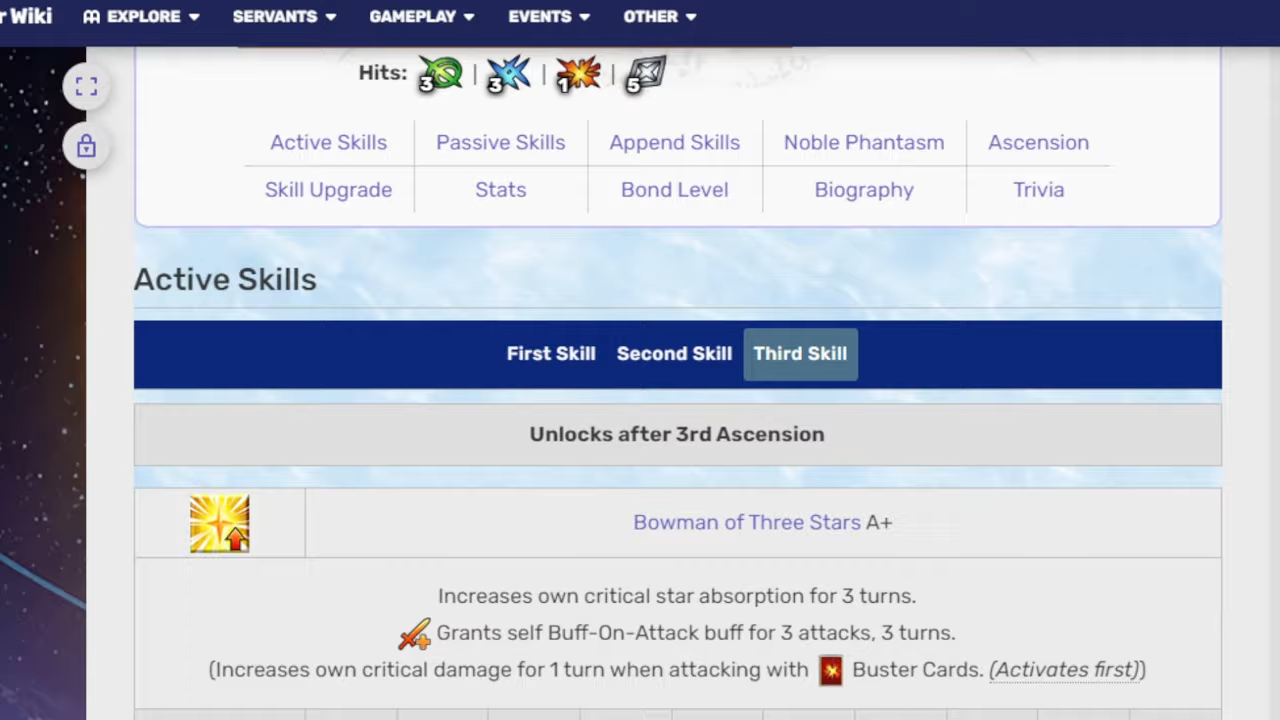 r Wiki EXPLORE SERVANTS GAMEPLAY EVENTS OTHER
Hits: 3 | 3 | 1 | 5
Active Skills Passive Skills Append Skills Noble Phantasm Ascension
Skill Upgrade Stats Bond Level Biography Trivia
Active Skills
First Skill Second Skill Third Skill
Unlocks after 3rd Ascension
Bowman of Three Stars A+
Increases own critical star absorption for 3 turns.
Grants self Buff-On-Attack buff for 3 attacks, 3 turns.
(Increases own critical damage for 1 turn when attacking with Buster Cards. (Activates first))